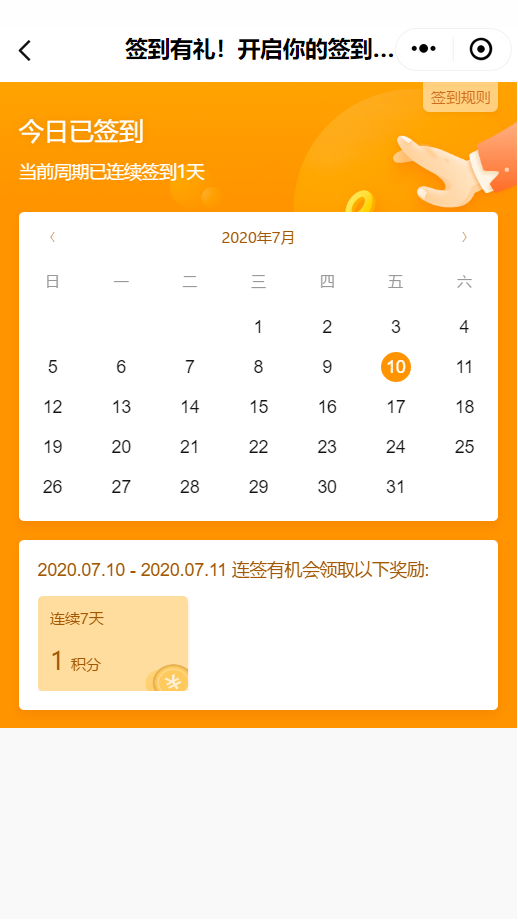 签到有礼！开启你的签到...
签到规则
今日已签到
当前周期已连续签到1天
2020年7月
日 一 二 三 四 五 六
1 2 3 4
5 6 7 8 9 10 11
12 13 14 15 16 17 18
19 20 21 22 23 24 25
26 27 28 29 30 31
2020.07.10 - 2020.07.11 连签有机会领取以下奖励:
连续7天
1 积分